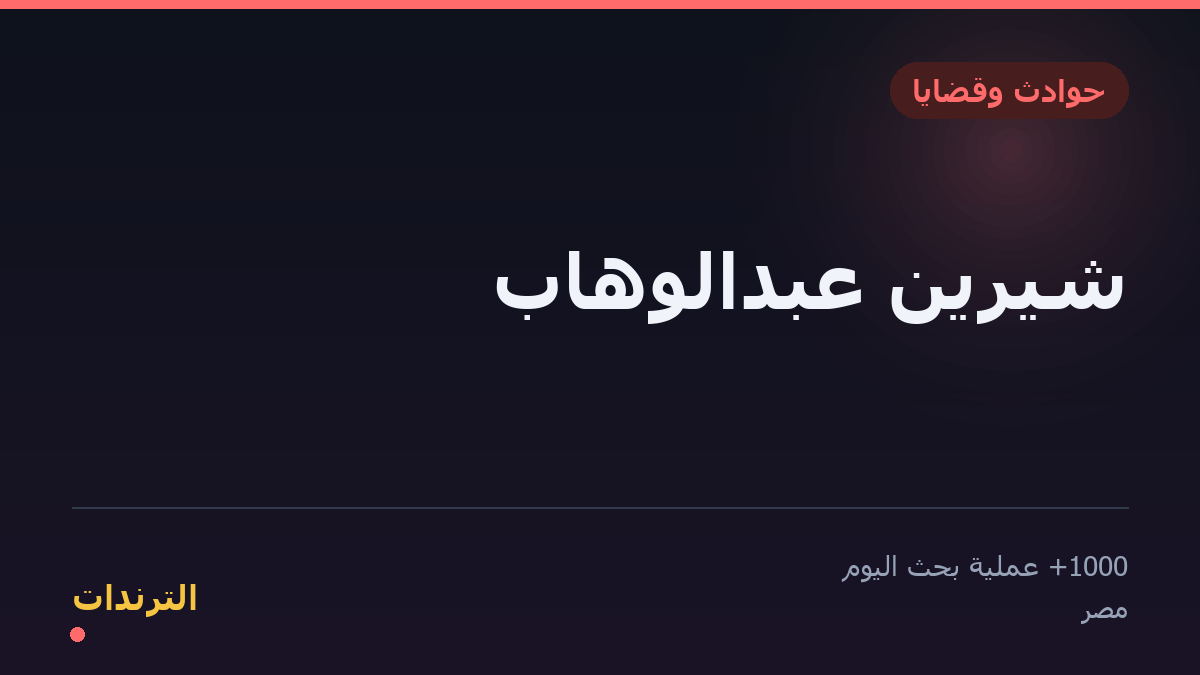 حوادث وقضايا
شيرين عبدالوهاب
1000+ عملية بحث اليوم
مصر
الترندات